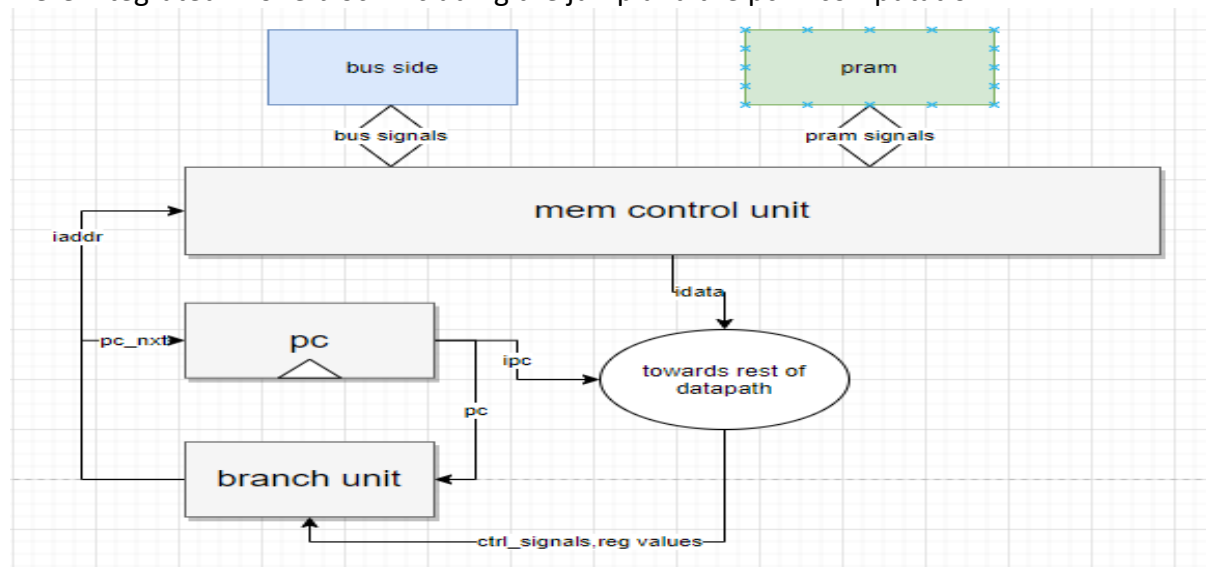 bus side
pram
bus signals
pram signals
mem control unit
iaddr
idata
pc_nxt
pc
ipc
towards rest of
datapath
pc
branch unit
ctrl_signals,reg values